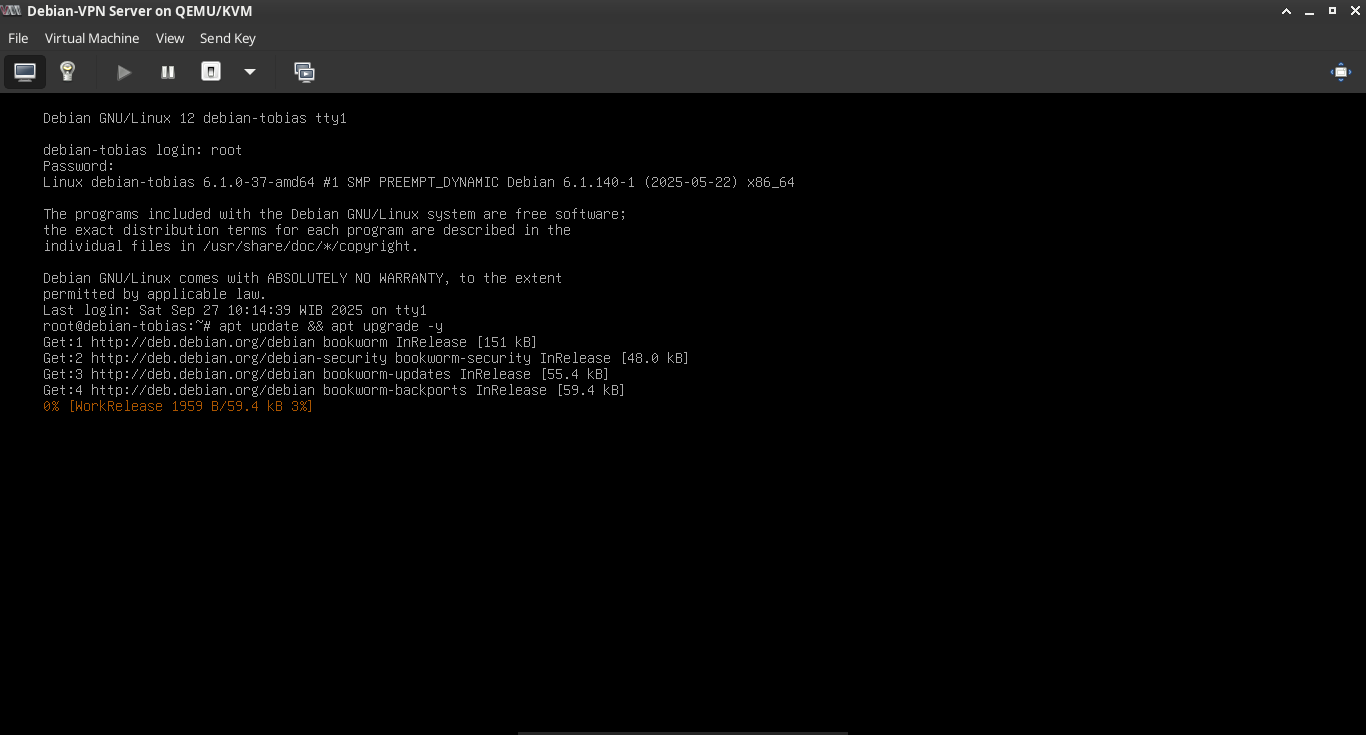 Debian-VPN Server on QEMU/KVM
File Virtual Machine View Send Key
Debian GNU/Linux 12 debian-tobias tty1
debian-tobias login: root
Password:
Linux debian-tobias 6.1.0-37-amd64 #1 SMP PREEMPT_DYNAMIC Debian 6.1.140-1 (2025-05-22) x86_64
The programs included with the Debian GNU/Linux system are free software;
the exact distribution terms for each program are described in the
individual files in /usr/share/doc/*/copyright.
Debian GNU/Linux comes with ABSOLUTELY NO WARRANTY, to the extent
permitted by applicable law.
Last login: Sat Sep 27 10:14:39 WIB 2025 on tty1
root@debian-tobias:~# apt update && apt upgrade -y
Get:1 http://deb.debian.org/debian bookworm InRelease [151 kB]
Get:2 http://deb.debian.org/debian-security bookworm-security InRelease [48.0 kB]
Get:3 http://deb.debian.org/debian bookworm-updates InRelease [55.4 kB]
Get:4 http://deb.debian.org/debian bookworm-backports InRelease [59.4 kB]
0% [WorkRelease 1959 B/59.4 kB 3%]